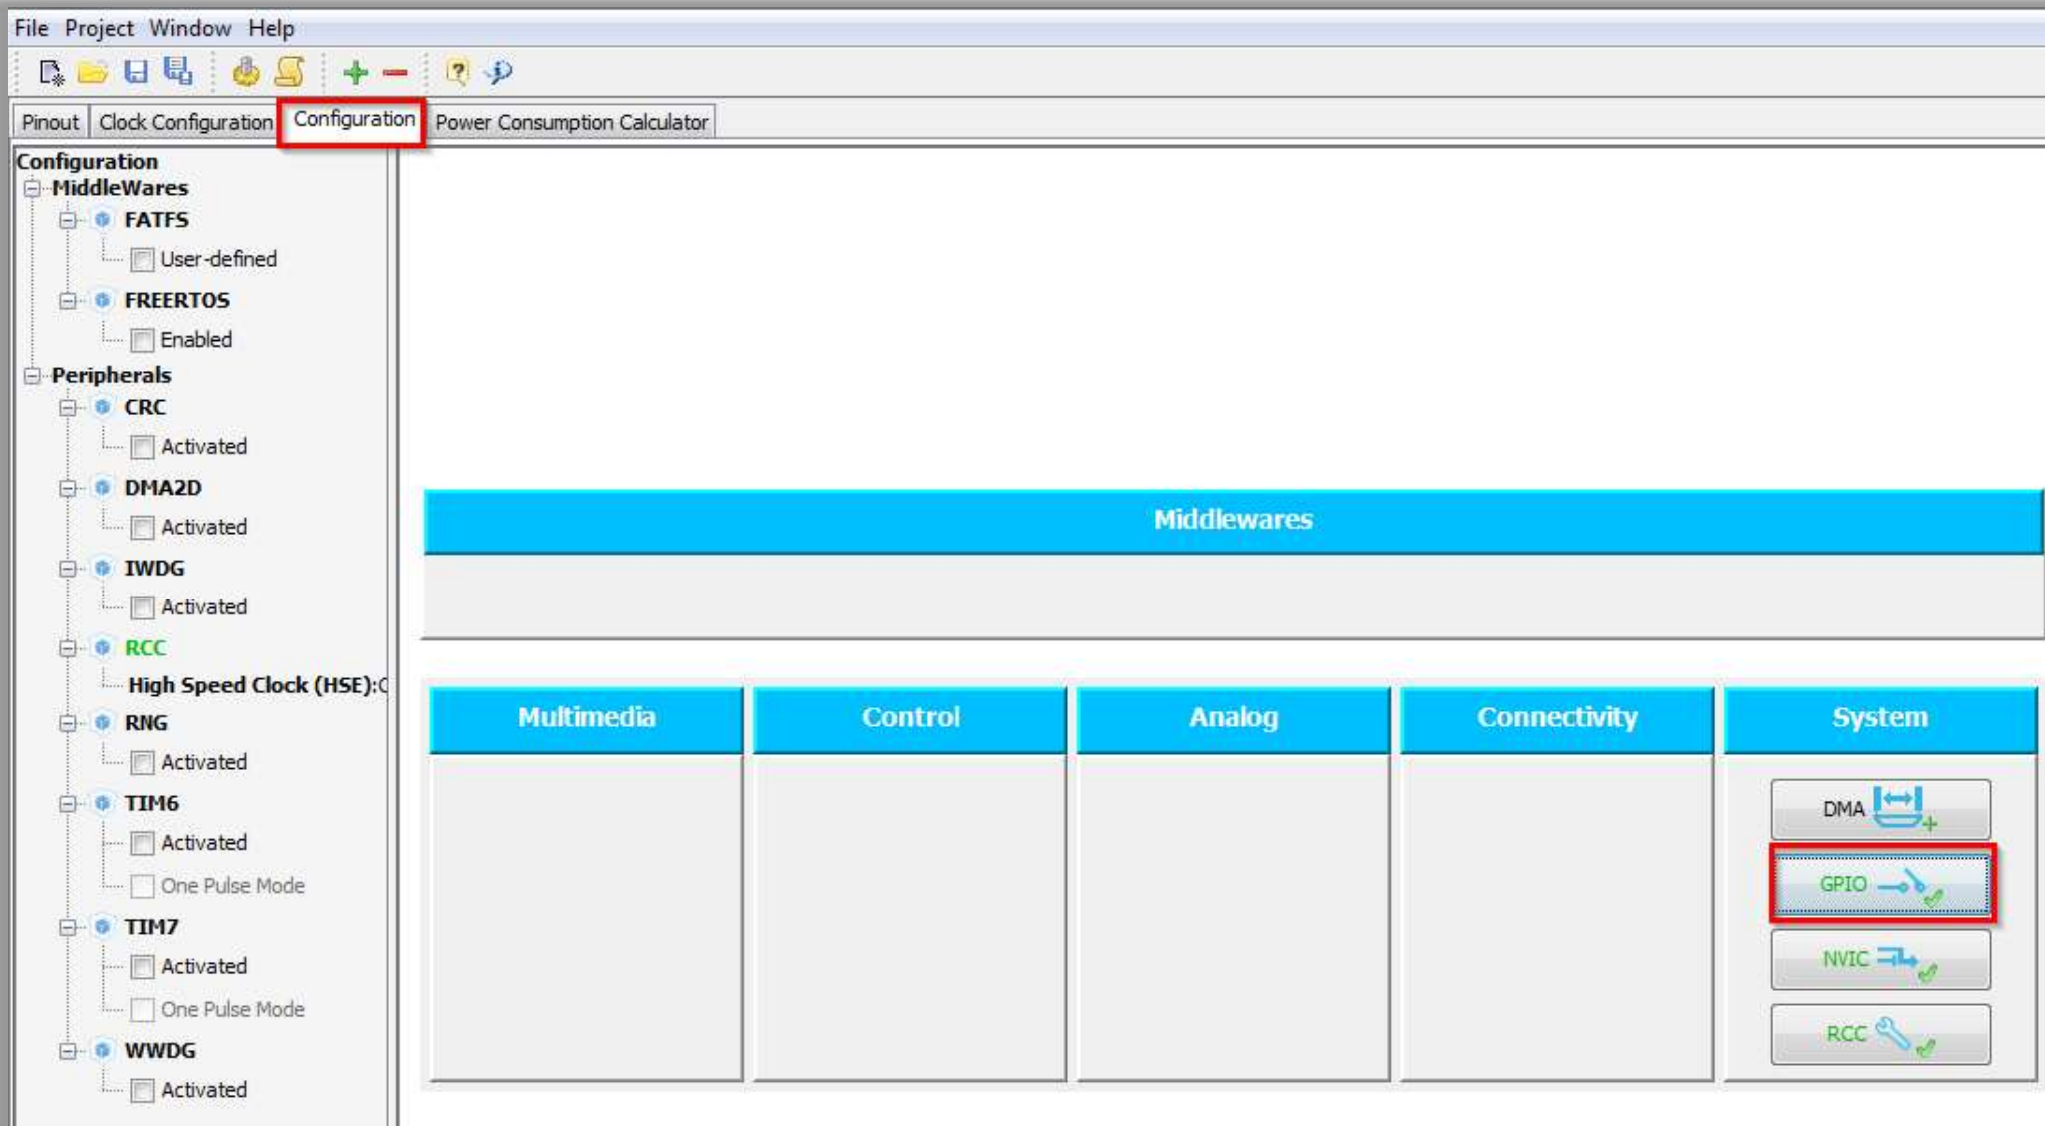 File Project Window Help
Pinout Clock Configuration Configuration Power Consumption Calculator
Configuration
MiddleWares
FATFS
User-defined
FREERTOS
Enabled
Peripherals
CRC
Activated
DMA2D
Activated
IWDG
Activated
RCC
High Speed Clock (HSE):
RNG
Activated
TIM6
Activated
One Pulse Mode
TIM7
Activated
One Pulse Mode
WWDG
Activated
Middlewares
Multimedia Control Analog Connectivity System
DMA
GPIO
NVIC
RCC